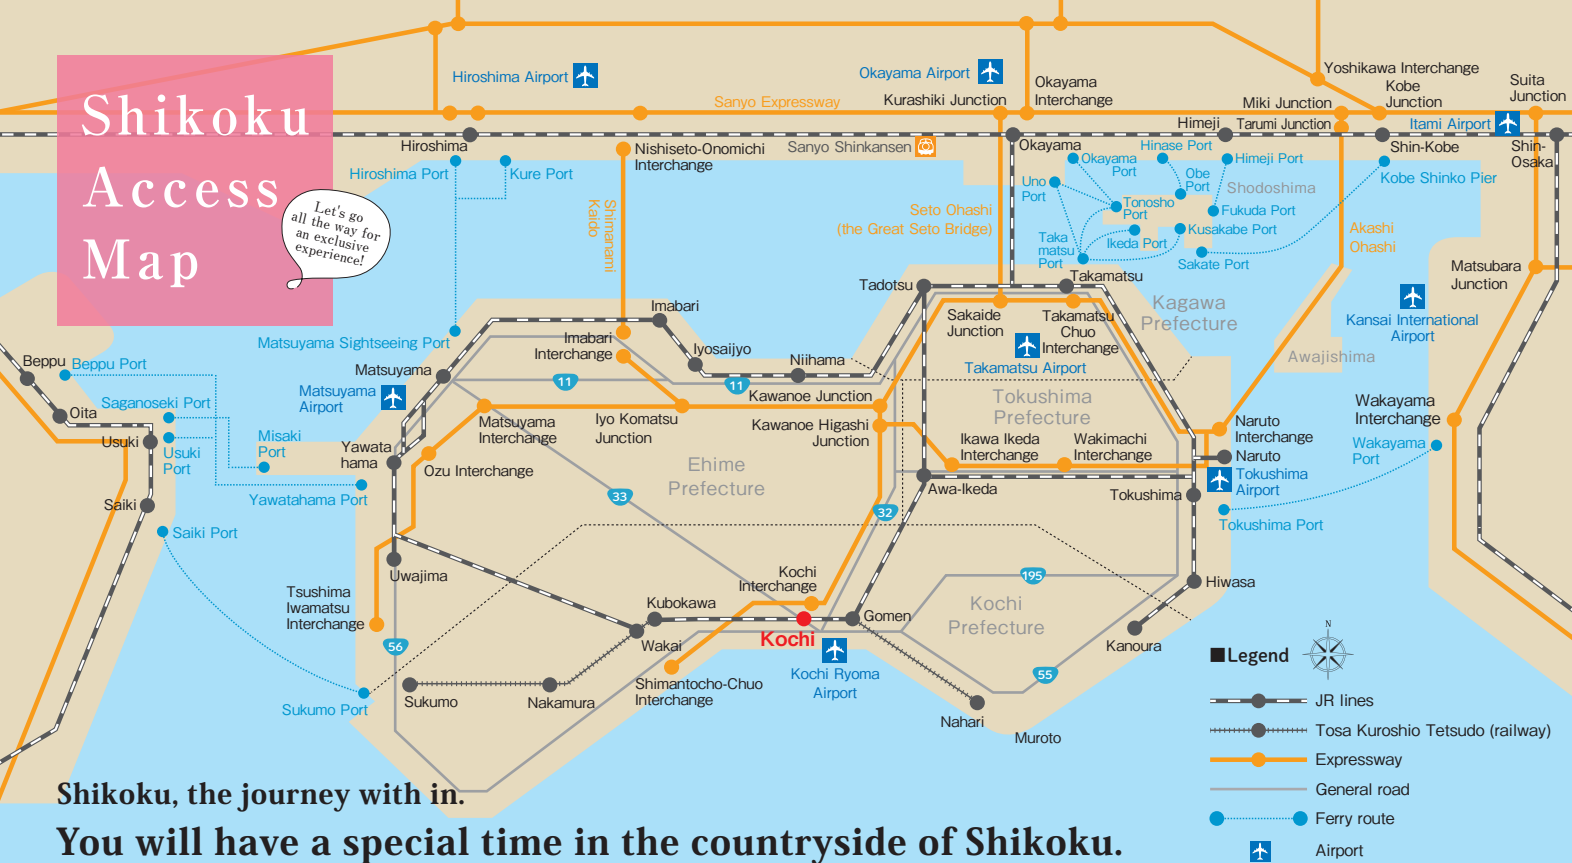 Shikoku
Access
Map
Let's go
all the way for
an exclusive
experience!
Hiroshima Airport
Okayama Airport
Sanyo Expressway
Kurashiki Junction
Okayama
Interchange
Yoshikawa Interchange
Kobe
Junction
Suita
Junction
Miki Junction
Tarumi Junction
Itami Airport
Himeji
Hiroshima
Nishiseto-Onomichi
Interchange
Sanyo Shinkansen
Okayama
Shin-Kobe
Shin-
Osaka
Hiroshima Port
Kure Port
Okayama
Port
Hinase Port
Himeji Port
Kobe Shinko Pier
Uno
Port
Obe
Port
Shodoshima
Tonosho
Port
Fukuda Port
Shimanami
Kaido
Seto Ohashi
(the Great Seto Bridge)
Taka
matsu
Port
Ikeda Port
Kusakabe Port
Sakate Port
Akashi
Ohashi
Matsubara
Junction
Tadotsu
Takamatsu
Kagawa
Prefecture
Kansai International
Airport
Imabari
Sakaide
Junction
Takamatsu
Chuo
Interchange
Matsuyama Sightseeing Port
Imabari
Interchange
Iyosaijyo
Niihama
Takamatsu Airport
Awajishima
Beppu
Beppu Port
Matsuyama
Matsuyama
Airport
11
11
Kawanoe Junction
Tokushima
Prefecture
Saganoseki Port
Oita
Wakayama
Interchange
Usuki
Usuki
Port
Misaki
Port
Yawata
hama
Matsuyama
Interchange
Iyo Komatsu
Junction
Kawanoe Higashi
Junction
Ikawa Ikeda
Interchange
Wakimachi
Interchange
Naruto
Interchange
Naruto
Wakayama
Port
Ozu Interchange
Ehime
Prefecture
Yawatahama Port
33
Awa-Ikeda
Tokushima
Tokushima
Airport
Saiki
32
Tokushima Port
Saiki Port
Uwajima
Kochi
Interchange
195
Hiwasa
Tsushima
Iwamatsu
Interchange
Kubokawa
Gomen
Kochi
Prefecture
56
Wakai
Kochi
Kanoura
Kochi Ryoma
Airport
55
Sukumo
Nakamura
Shimantocho-Chuo
Interchange
Sukumo Port
Nahari
Muroto
N
■Legend
JR lines
Tosa Kuroshio Tetsudo (railway)
Expressway
General road
Ferry route
Airport
Shikoku, the journey with in.
You will have a special time in the countryside of Shikoku.